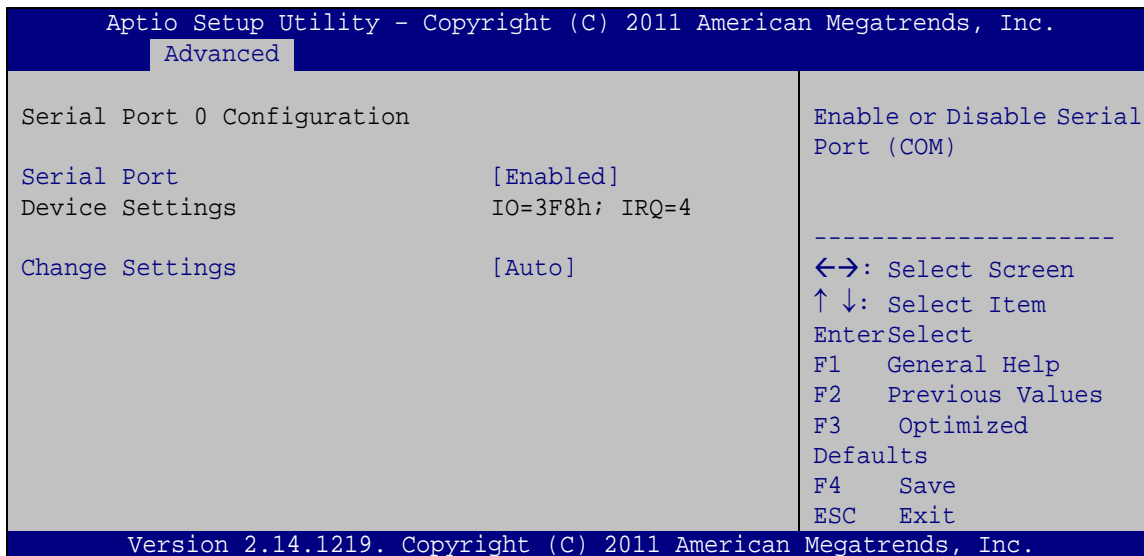 Aptio Setup Utility – Copyright (C) 2011 American Megatrends, Inc.
Advanced
Serial Port 0 Configuration
Serial Port [Enabled]
Device Settings IO=3F8h; IRQ=4
Change Settings [Auto]
Enable or Disable Serial
Port (COM)
---------------------
←→: Select Screen
↑ ↓: Select Item
EnterSelect
F1 General Help
F2 Previous Values
F3 Optimized
Defaults
F4 Save
ESC Exit
Version 2.14.1219. Copyright (C) 2011 American Megatrends, Inc.